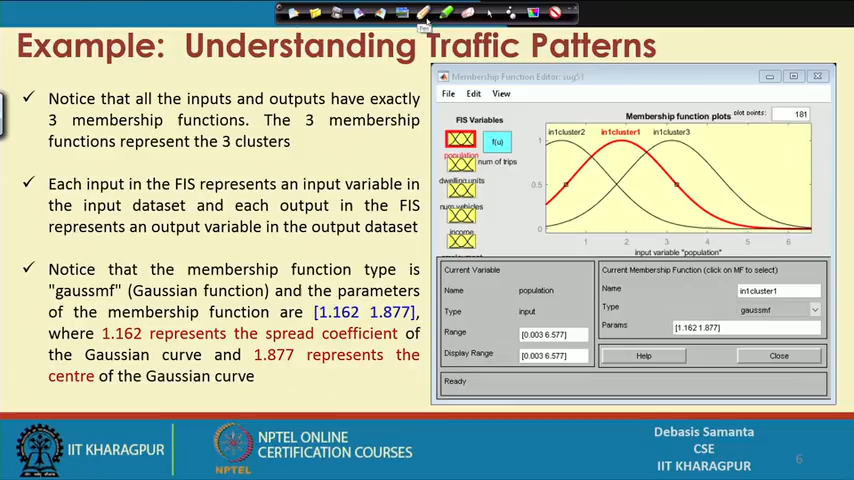 Pen
Example: Understanding Traffic Patterns
✓ Notice that all the inputs and outputs have exactly
3 membership functions. The 3 membership
functions represent the 3 clusters
✓ Each input in the FIS represents an input variable in
the input dataset and each output in the FIS
represents an output variable in the output dataset
✓ Notice that the membership function type is
"gaussmf" (Gaussian function) and the parameters
of the membership function are [1.162 1.877],
where 1.162 represents the spread coefficient of
the Gaussian curve and 1.877 represents the
centre of the Gaussian curve
Membership Function Editor: sug51
File Edit View
FIS Variables
population
f(u)
num of trips
dwelling units
num vehicles
income
Membership function plots
plot points:
181
in1cluster2 in1cluster1 in1cluster3
1
0.5
0
1 2 3 4 5 6
input variable "population"
Current Variable
Name population
Type input
Range [0.003 6.577]
Display Range [0.003 6.577]
Current Membership Function (click on MF to select)
Name in1cluster1
Type gaussmf
Params [1.162 1.877]
Help Close
Ready
IIT KHARAGPUR
NPTEL
NPTEL ONLINE
CERTIFICATION COURSES
Debasis Samanta
CSE
IIT KHARAGPUR
6